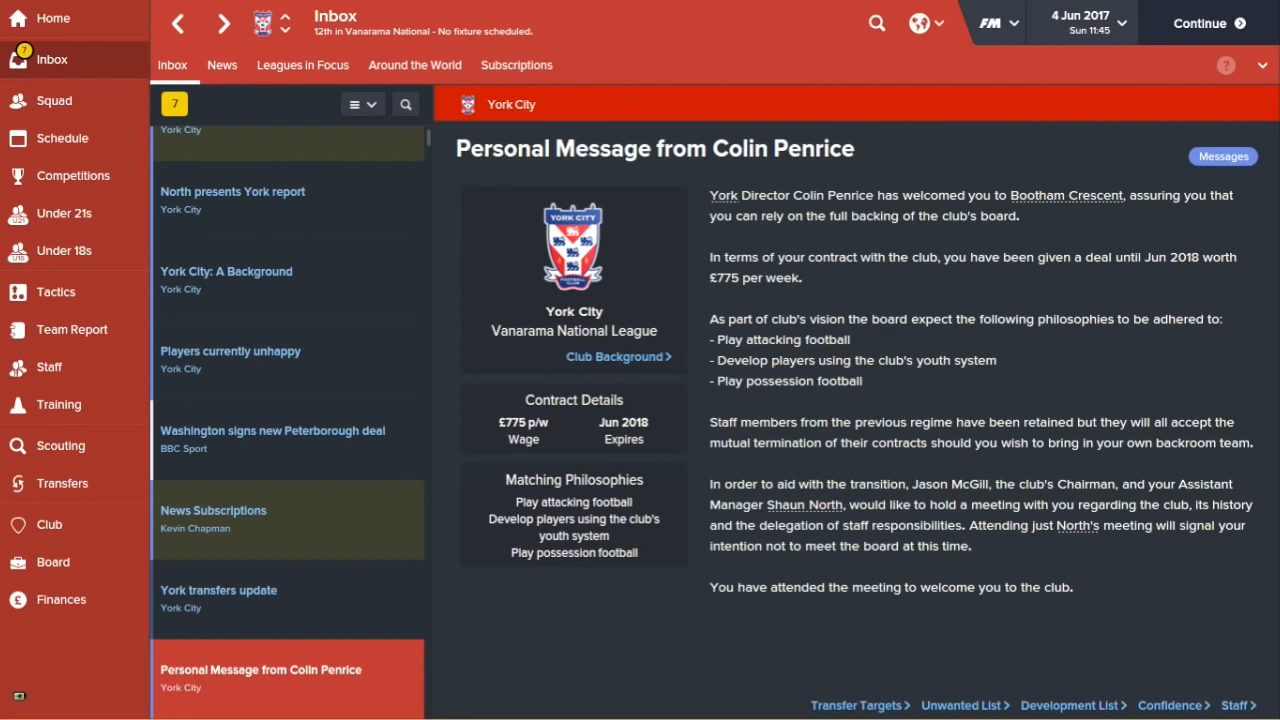 Home
7
Inbox
Squad
Schedule
Competitions
U21
Under 21s
U18
Under 18s
Tactics
Team Report
Staff
Training
Scouting
Transfers
Club
Board
£
Finances
Inbox
12th in Vanarama National - No fixture scheduled.
FM
4 Jun 2017
Sun 11:45
Continue
Inbox
News
Leagues in Focus
Around the World
Subscriptions
?
7
York City
North presents York report
York City
York City: A Background
York City
Players currently unhappy
York City
Washington signs new Peterborough deal
BBC Sport
News Subscriptions
Kevin Chapman
York transfers update
York City
Personal Message from Colin Penrice
York City
York City
Personal Message from Colin Penrice
Messages
YORK CITY
FOOTBALL CLUB
York City
Vanarama National League
Club Background
Contract Details
£775 p/w
Jun 2018
Wage
Expires
Matching Philosophies
Play attacking football
Develop players using the club's
youth system
Play possession football
York Director Colin Penrice has welcomed you to Bootham Crescent, assuring you that
you can rely on the full backing of the club's board.
In terms of your contract with the club, you have been given a deal until Jun 2018 worth
£775 per week.
As part of club's vision the board expect the following philosophies to be adhered to:
- Play attacking football
- Develop players using the club's youth system
- Play possession football
Staff members from the previous regime have been retained but they will all accept the
mutual termination of their contracts should you wish to bring in your own backroom team.
In order to aid with the transition, Jason McGill, the club's Chairman, and your Assistant
Manager Shaun North, would like to hold a meeting with you regarding the club, its history
and the delegation of staff responsibilities. Attending just North's meeting will signal your
intention not to meet the board at this time.
You have attended the meeting to welcome you to the club.
Transfer Targets
Unwanted List
Development List
Confidence
Staff